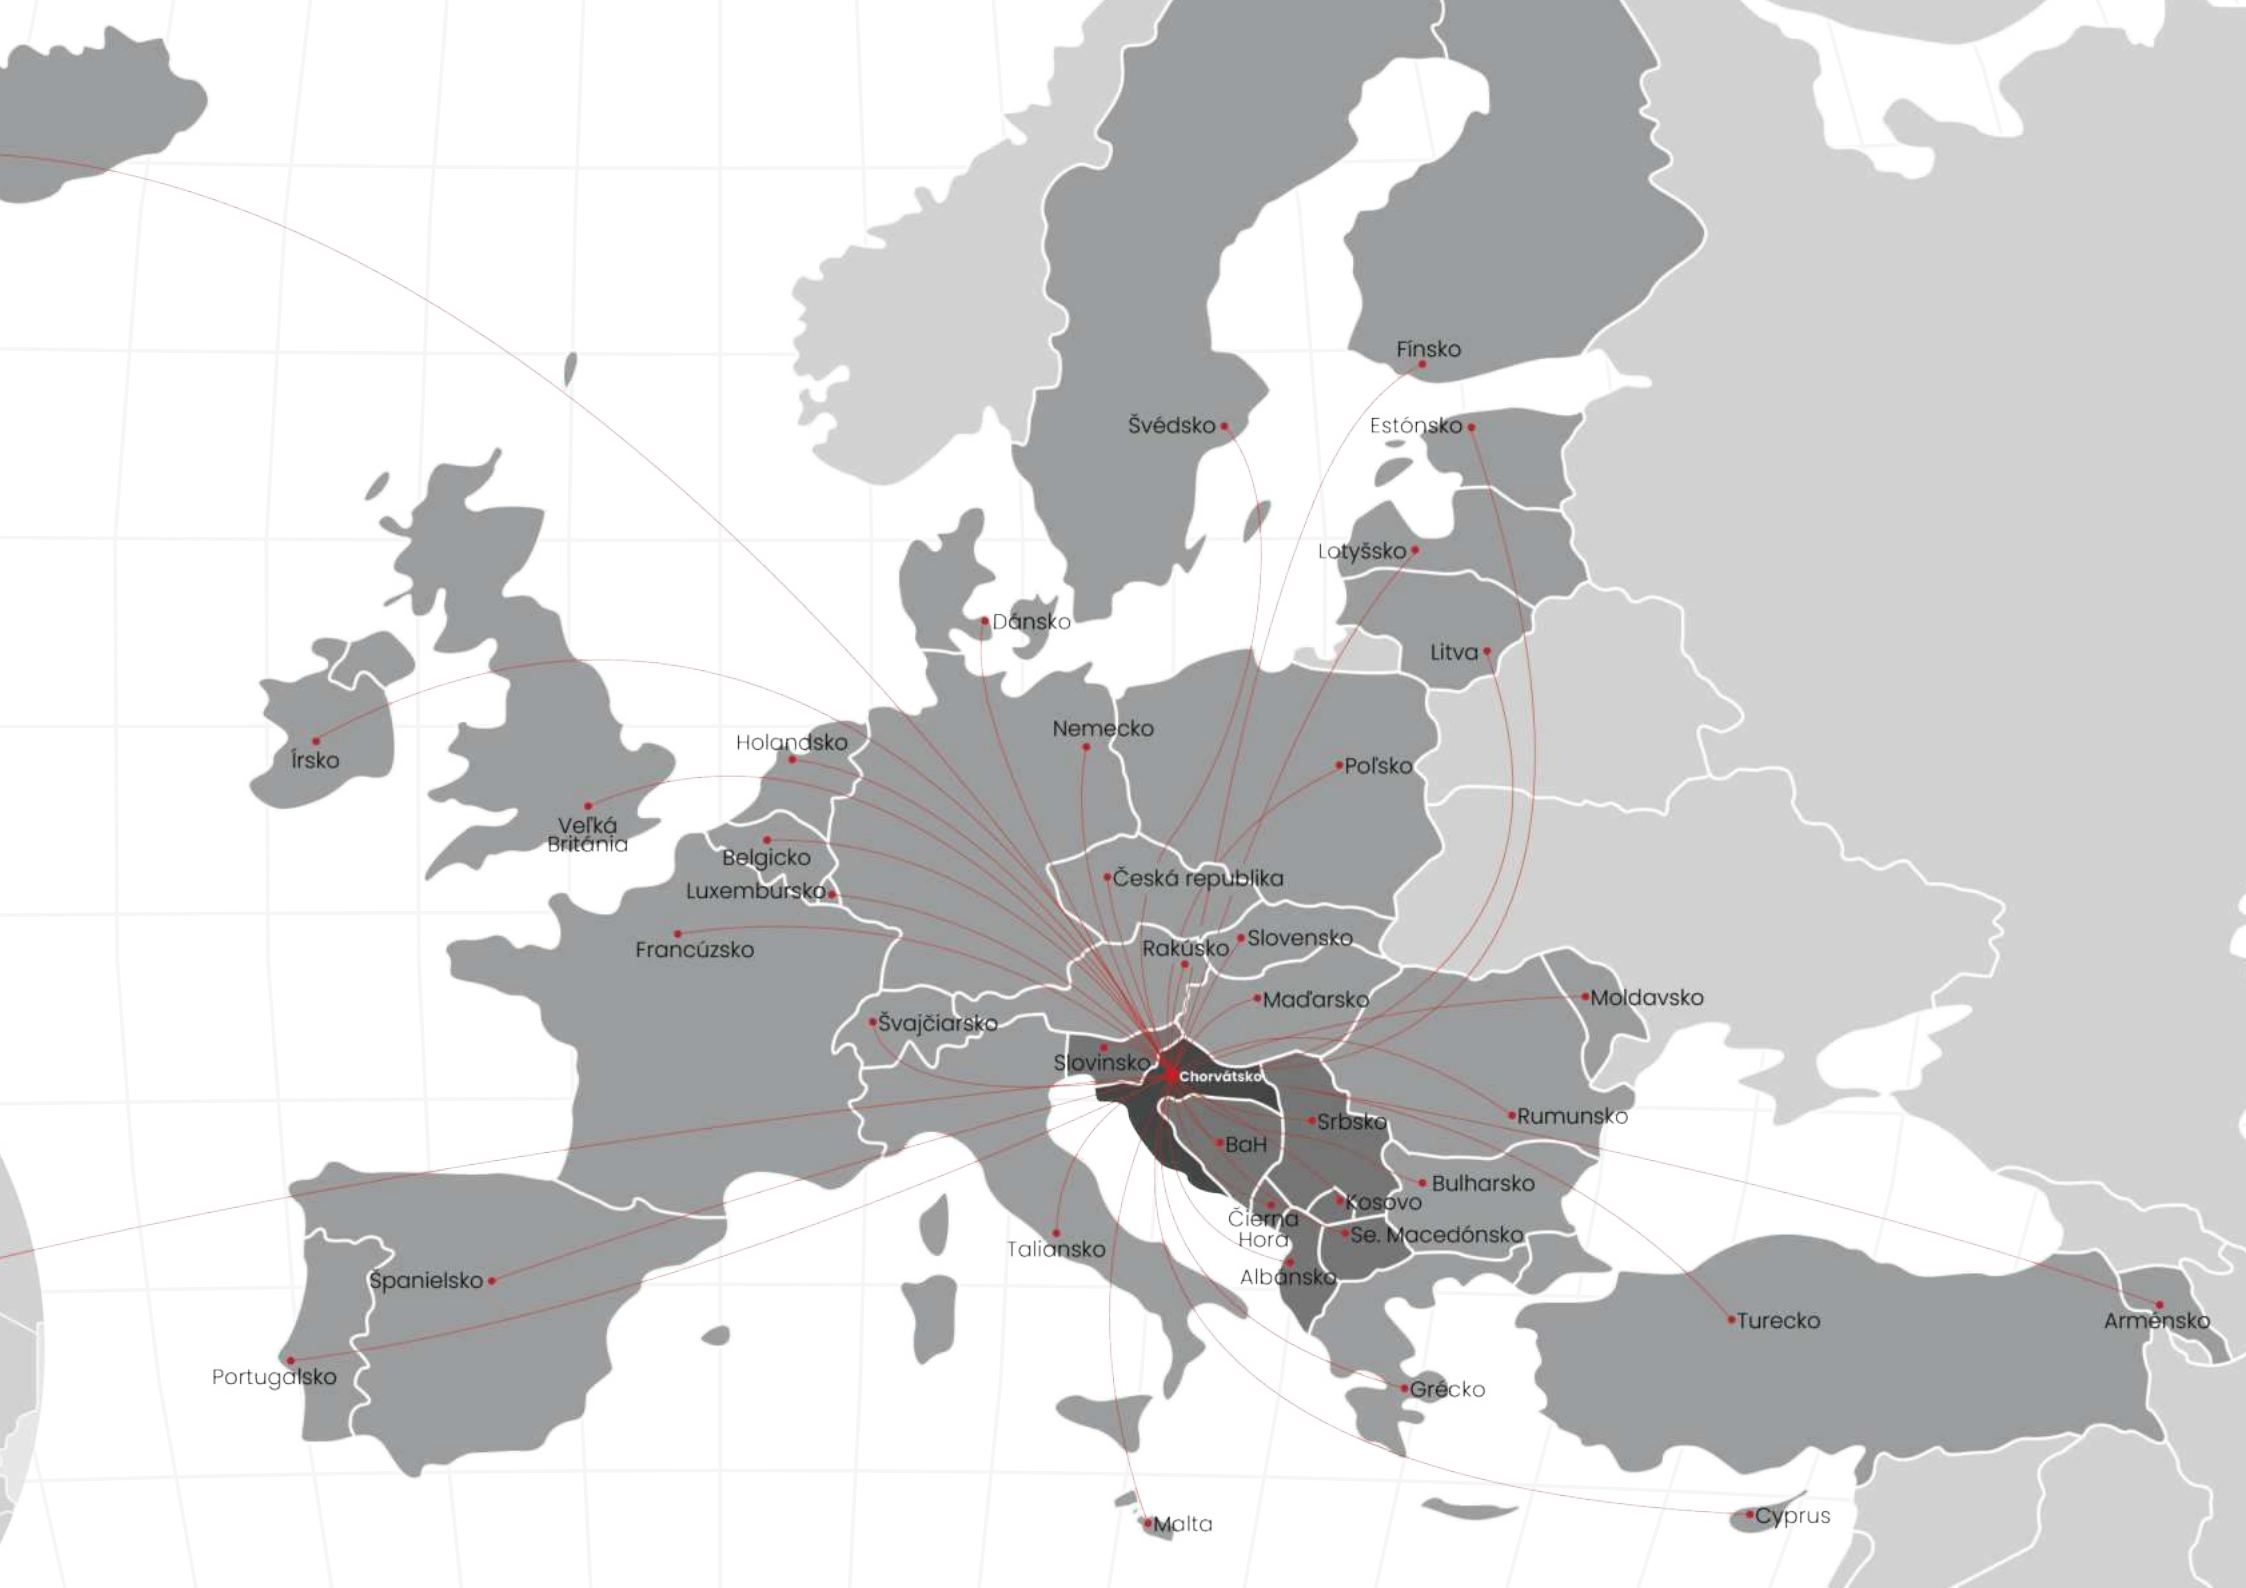 Fínsko
Švédsko
Estónsko
Lotyšsko
Dánsko
Litva
Nemecko
Holandsko
Írsko
Poľsko
Veľká
Británia
Belgicko
Česká republika
Luxembursko
Francúzsko
Rakúsko
Slovensko
Maďarsko
Moldavsko
Švajčiarsko
Slovinsko
Chorvátsko
Srbsko
Rumunsko
BaH
Bulharsko
Kosovo
Čierna
Hora
Se. Macedónsko
Taliansko
Albánsko
Španielsko
Turecko
Arménsko
Portugalsko
Grécko
Cyprus
Malta